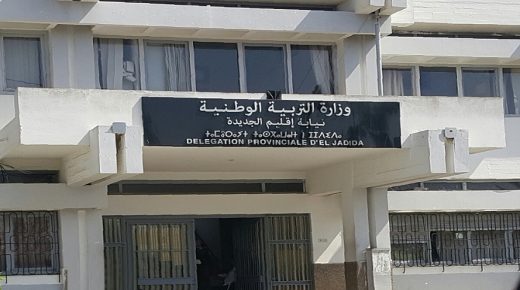 وزارة التربية الوطنية
نيابة إقليم الجديدة
DELEGATION PROVINCIALE D'EL JADIDA